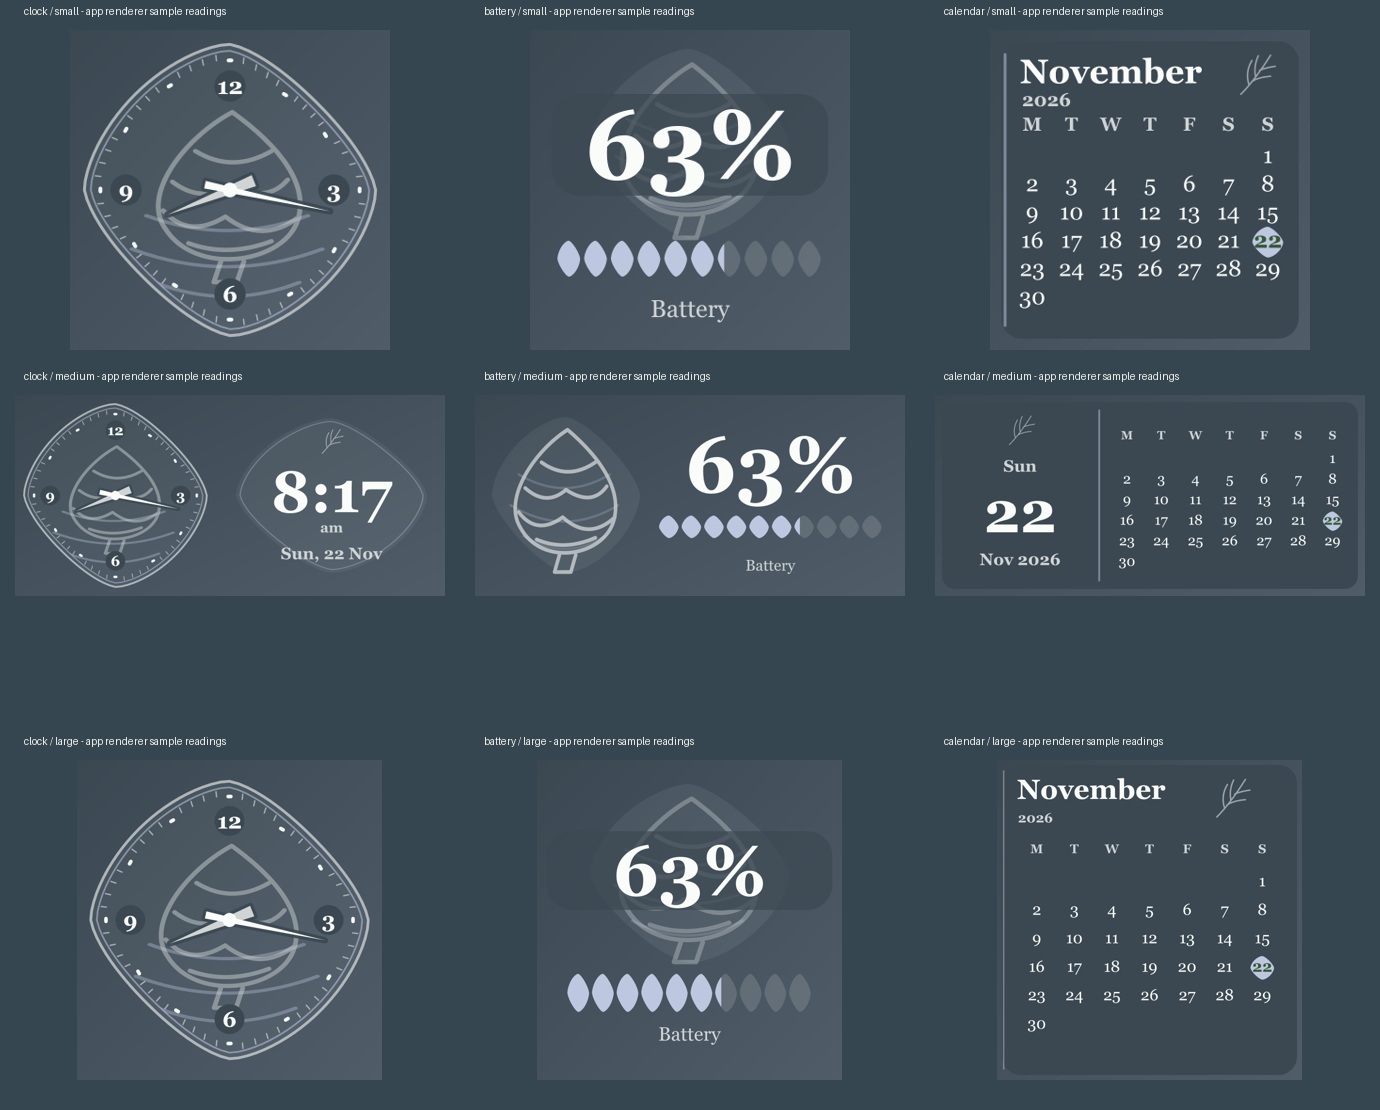 clock / small - app renderer sample readings
12
9
3
6
battery / small - app renderer sample readings
63%
Battery
calendar / small - app renderer sample readings
November
2026
M T W T F S S
1
2 3 4 5 6 7 8
9 10 11 12 13 14 15
16 17 18 19 20 21 22
23 24 25 26 27 28 29
30
clock / medium - app renderer sample readings
12
9
3
6
8:17
am
Sun, 22 Nov
battery / medium - app renderer sample readings
63%
Battery
calendar / medium - app renderer sample readings
Sun
22
Nov 2026
M T W T F S S
1
2 3 4 5 6 7 8
9 10 11 12 13 14 15
16 17 18 19 20 21 22
23 24 25 26 27 28 29
30
clock / large - app renderer sample readings
12
9
3
6
battery / large - app renderer sample readings
63%
Battery
calendar / large - app renderer sample readings
November
2026
M T W T F S S
1
2 3 4 5 6 7 8
9 10 11 12 13 14 15
16 17 18 19 20 21 22
23 24 25 26 27 28 29
30